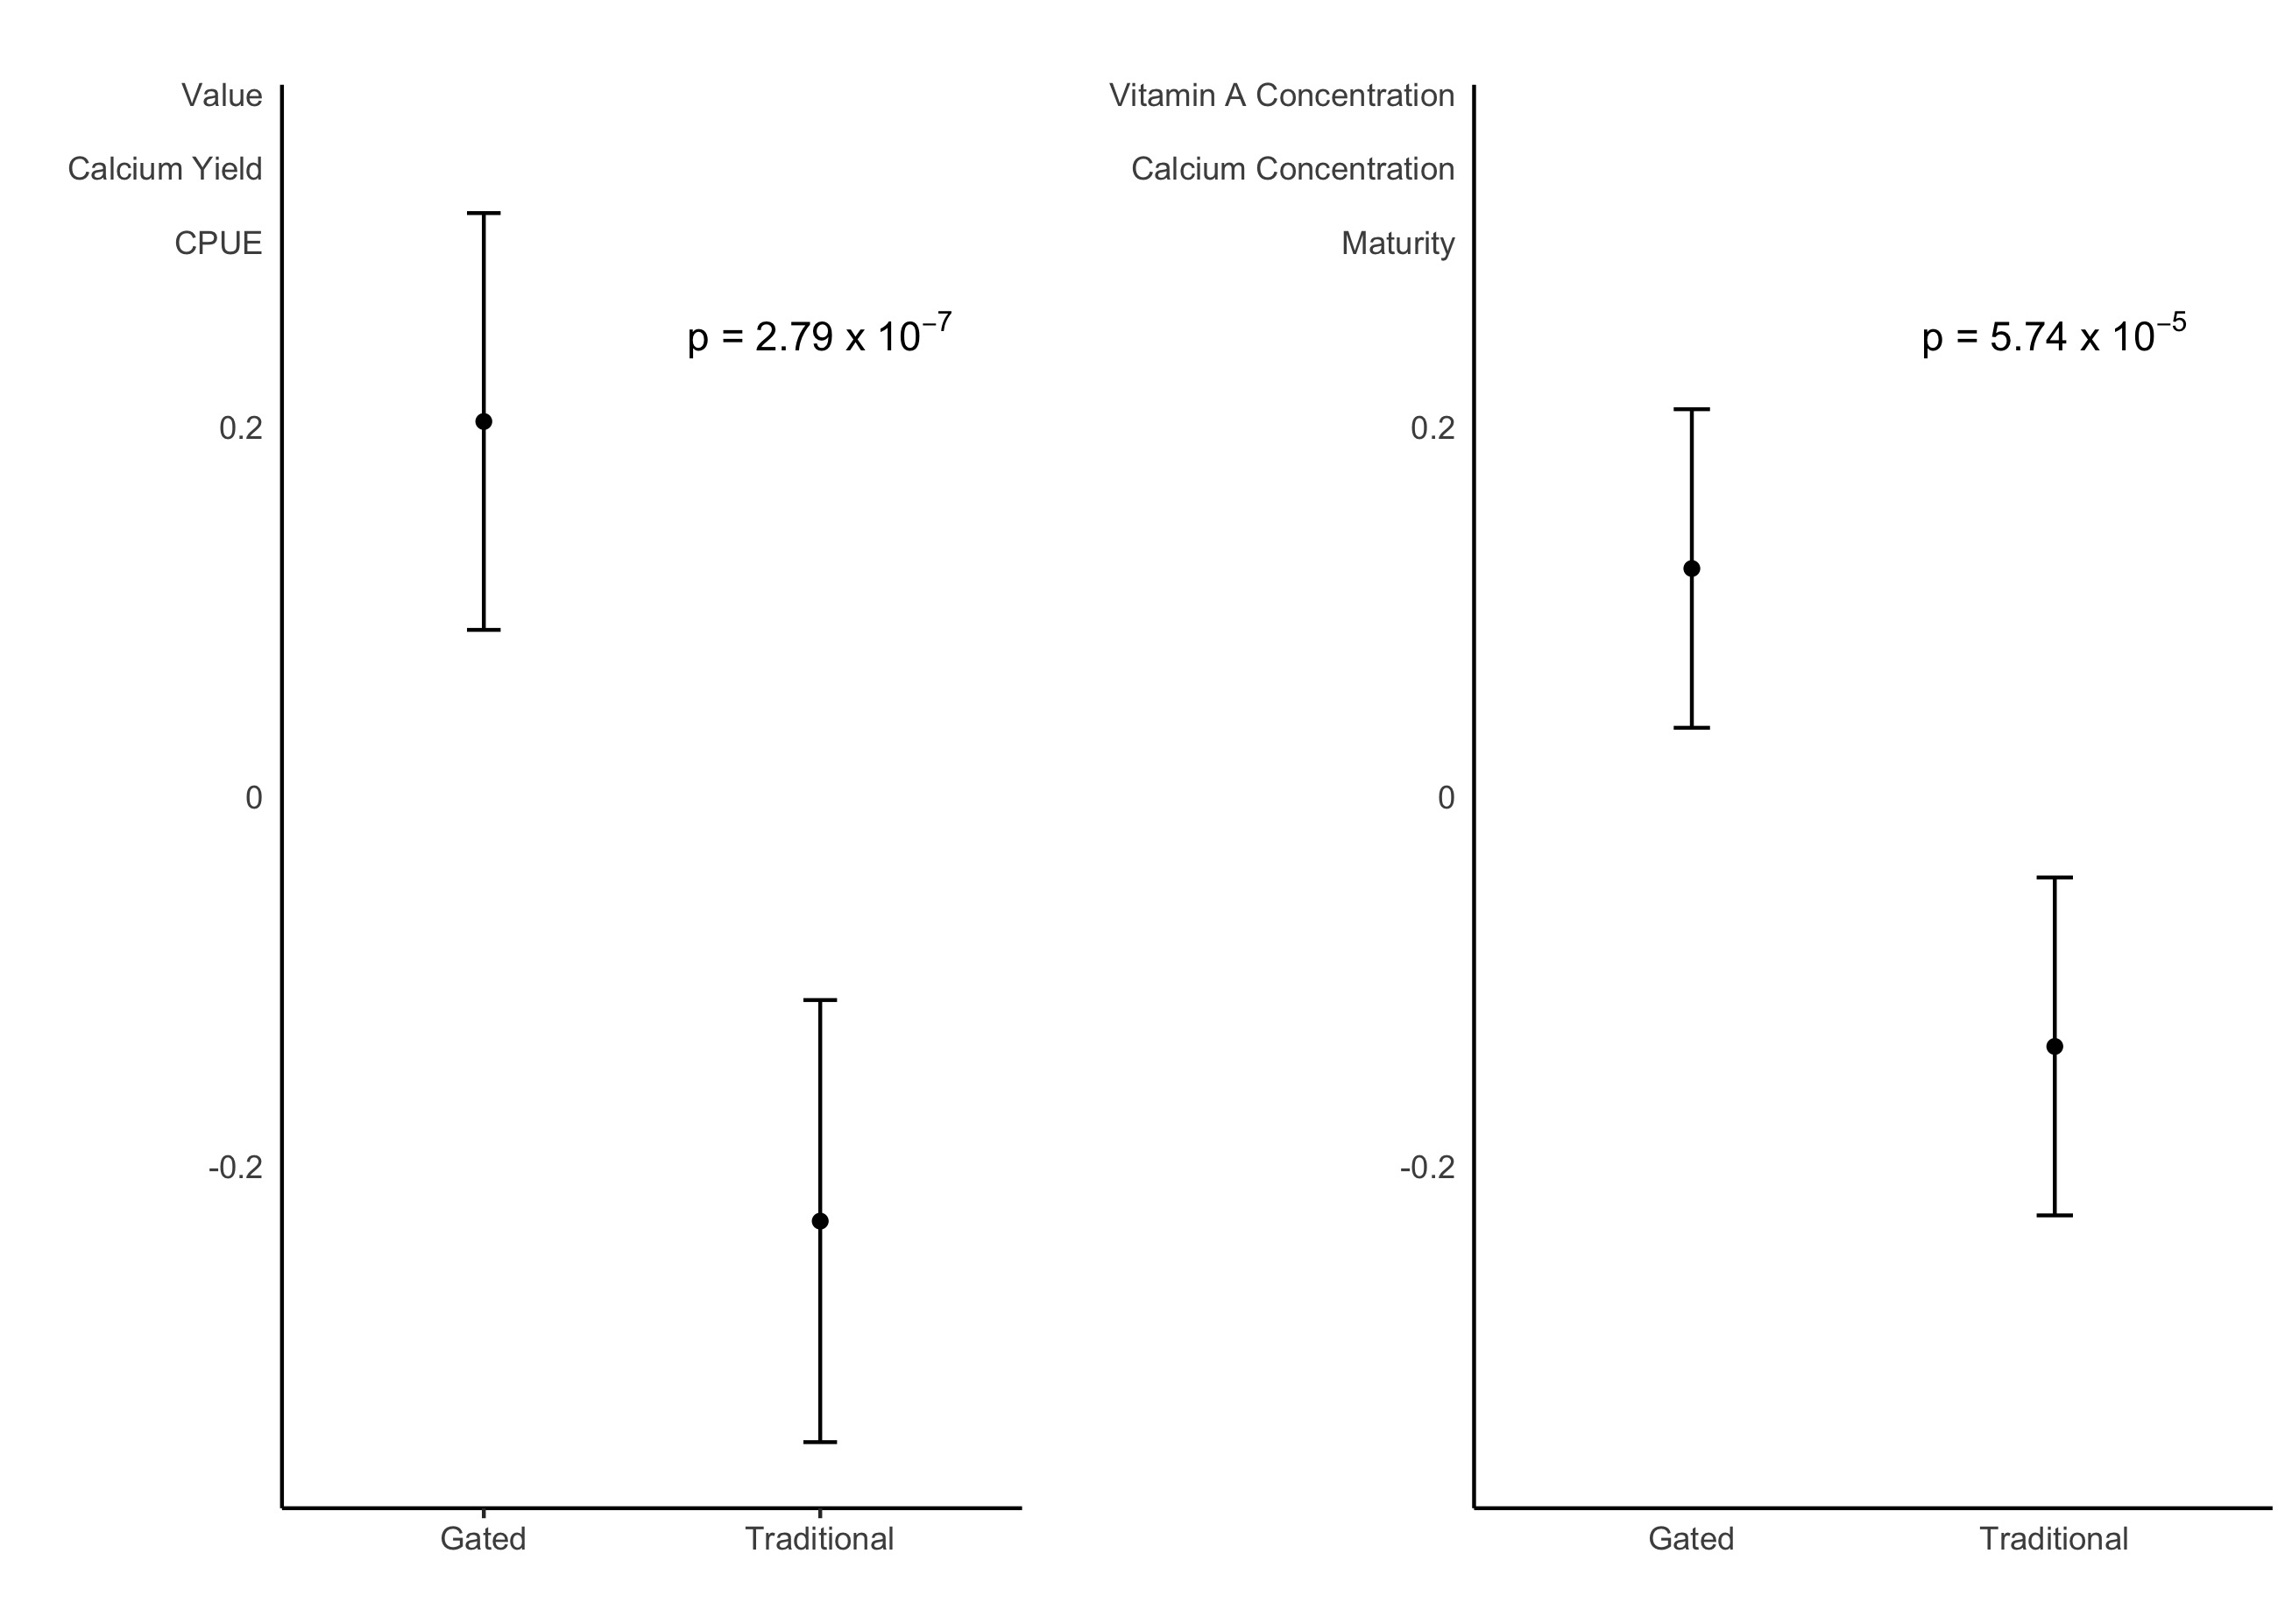 Value
Calcium Yield
CPUE
p = 2.79 x 10⁻⁷
0.2
0
-0.2
Gated
Traditional
Vitamin A Concentration
Calcium Concentration
Maturity
p = 5.74 x 10⁻⁵
0.2
0
-0.2
Gated
Traditional